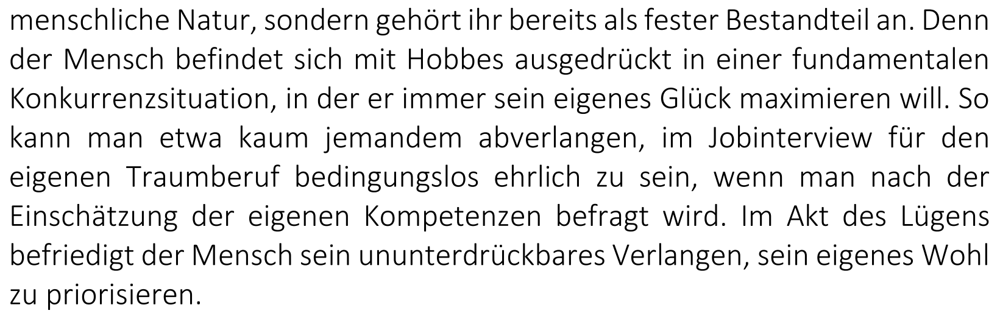 menschliche Natur, sondern gehört ihr bereits als fester Bestandteil an. Denn
der Mensch befindet sich mit Hobbes ausgedrückt in einer fundamentalen
Konkurrenzsituation, in der er immer sein eigenes Glück maximieren will. So
kann man etwa kaum jemandem abverlangen, im Jobinterview für den
eigenen Traumberuf bedingungslos ehrlich zu sein, wenn man nach der
Einschätzung der eigenen Kompetenzen befragt wird. Im Akt des Lügens
befriedigt der Mensch sein ununterdrückbares Verlangen, sein eigenes Wohl
zu priorisieren.